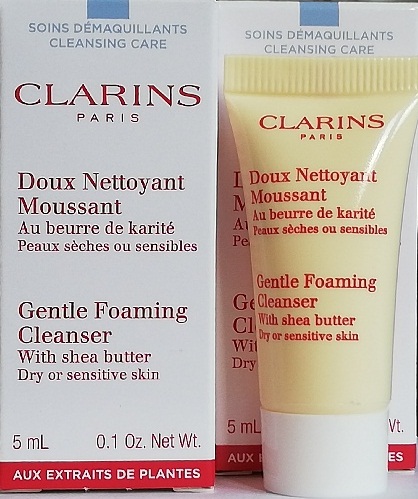 SOINS DÉMAQUILLANTS
CLEANSING CARE
CLARINS
PARIS
Doux Nettoyant
Moussant
Au beurre de karité
Peaux sèches ou sensibles
Gentle Foaming
Cleanser
With shea butter
Dry or sensitive skin
5 mL 0.1 Oz. Net Wt.
AUX EXTRAITS DE PLANTES
SOINS DÉMAQUILLANTS
CLEANSING CARE
CLARINS
PARIS
Doux Nettoyant
Moussant
Au beurre de karité
Peaux sèches ou sensibles
Gentle Foaming
Cleanser
With shea butter
Dry or sensitive skin
Wt.